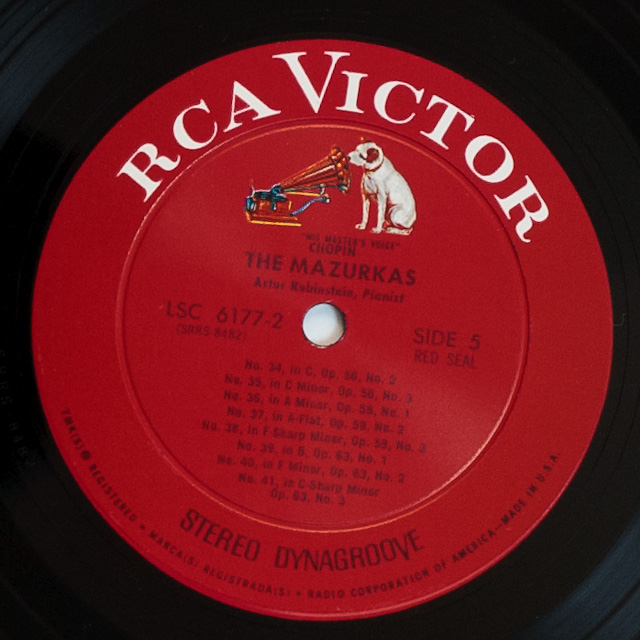 RCA VICTOR
"HIS MASTER'S VOICE"
CHOPIN
THE MAZURKAS
Artur Rubinstein, Pianist
LSC 6177-2
(SRRS-8482)
SIDE 5
RED SEAL
No. 34, in C, Op. 56, No. 2
No. 35, in C Minor, Op. 56, No. 3
No. 36, in A Minor, Op. 59, No. 1
No. 37, in A-Flat, Op. 59, No. 2
No. 38, in F-Sharp Minor, Op. 59, No. 3
No. 39, in B, Op. 63, No. 1
No. 40, in F Minor, Op. 63, No. 2
No. 41, in C-Sharp Minor
Op. 63, No. 3
STEREO DYNAGROOVE
TMK(S) ® REGISTERED • MARCA(S) REGISTRADA(S) • RADIO CORPORATION OF AMERICA—MADE IN U.S.A.